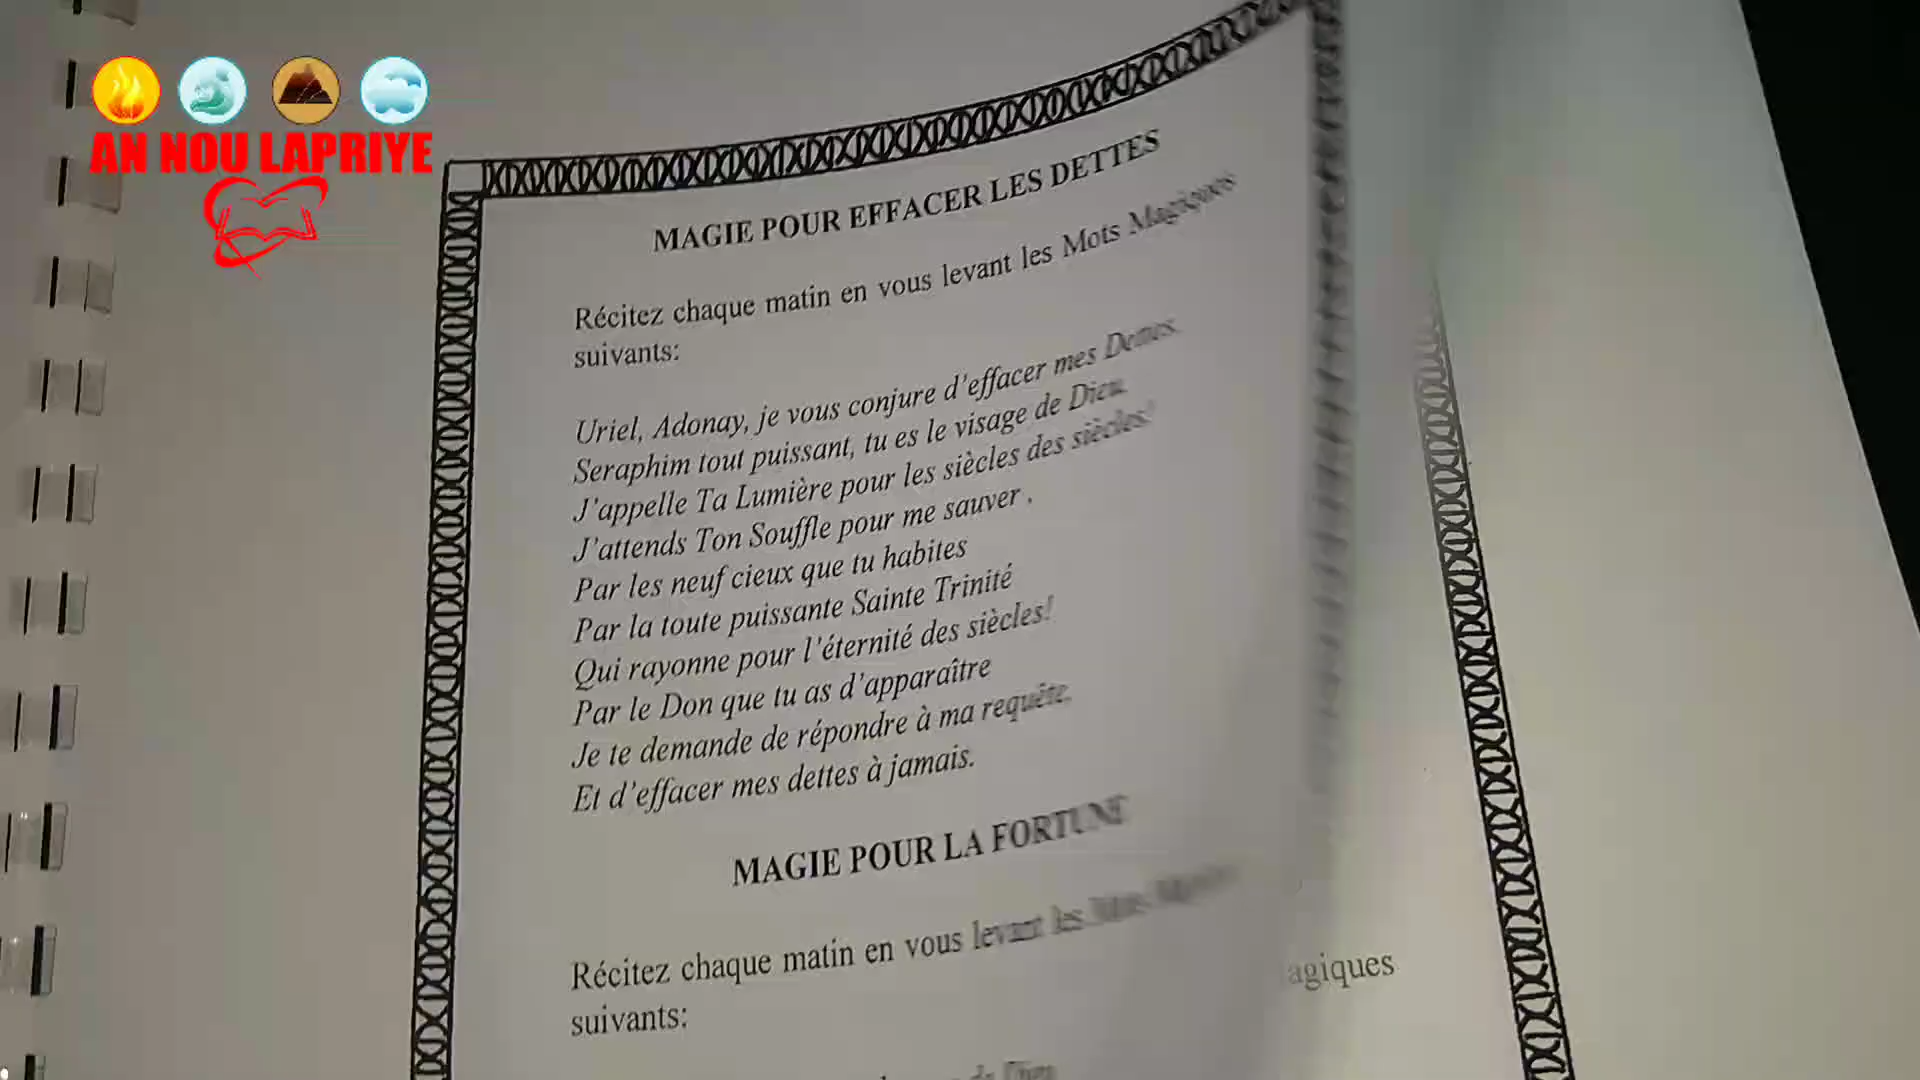 AN NOU LAPRIYE
MAGIE POUR EFFACER LES DETTES
Récitez chaque matin en vous levant les Mots Magiques
suivants:
Uriel, Adonay, je vous conjure d'effacer mes Dettes.
Seraphim tout puissant, tu es le visage de Dieu.
J'appelle Ta Lumière pour les siècles des siècles!
J'attends Ton Souffle pour me sauver .
Par les neuf cieux que tu habites
Par la toute puissante Sainte Trinité
Qui rayonne pour l'éternité des siècles!
Par le Don que tu as d'apparaître
Je te demande de répondre à ma requête.
Et d'effacer mes dettes à jamais.
MAGIE POUR LA FORTUNE
Récitez chaque matin en vous levant les
agiques
suivants: